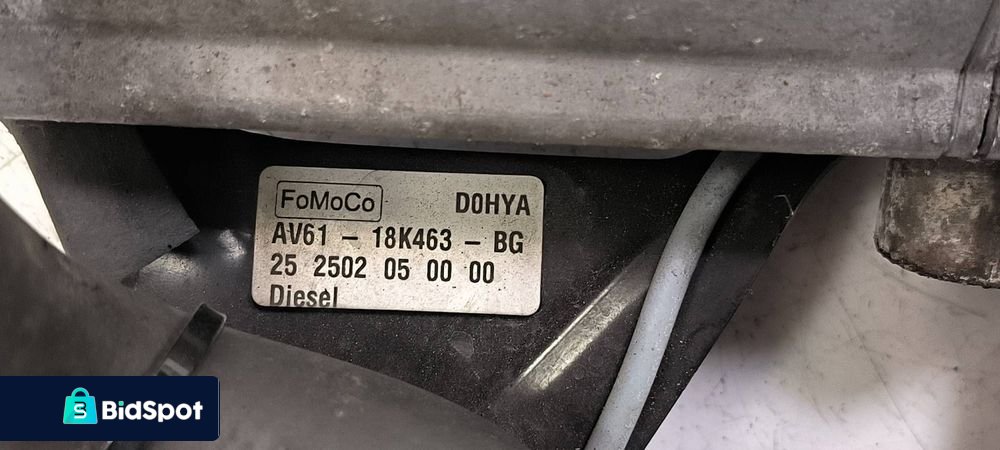 FoMoCo D0HYA
AV61 - 18K463 - BG
25 2502 05 00 00
Diesel
BidSpot